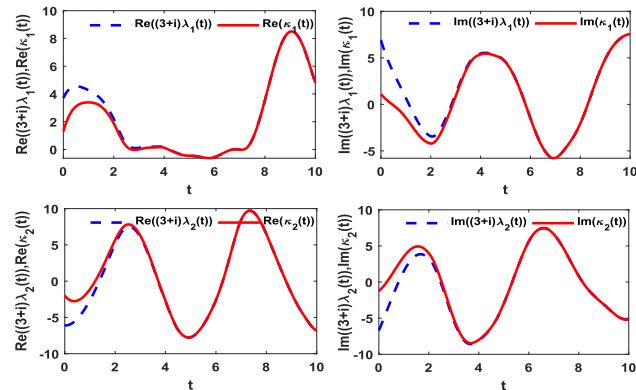 Re((3+i)λ₁(t)) Re(κ₁(t))
Re((3+i)λ₁(t)),Re(κ₁(t))
8
6
4
2
0
0 2 4 6 8 10
t
Im((3+i)λ₁(t)) Im(κ₁(t))
Im((3+i)λ₁(t)),Im(κ₁(t))
10
5
0
-5
0 2 4 6 8 10
t
Re((3+i)λ₂(t)) Re(κ₂(t))
Re((3+i)λ₂(t)),Re(κ₂(t))
10
5
0
-5
-10
0 2 4 6 8 10
t
Im((3+i)λ₂(t)) Im(κ₂(t))
Im((3+i)λ₂(t)),Im(κ₂(t))
10
5
0
-5
-10
0 2 4 6 8 10
t